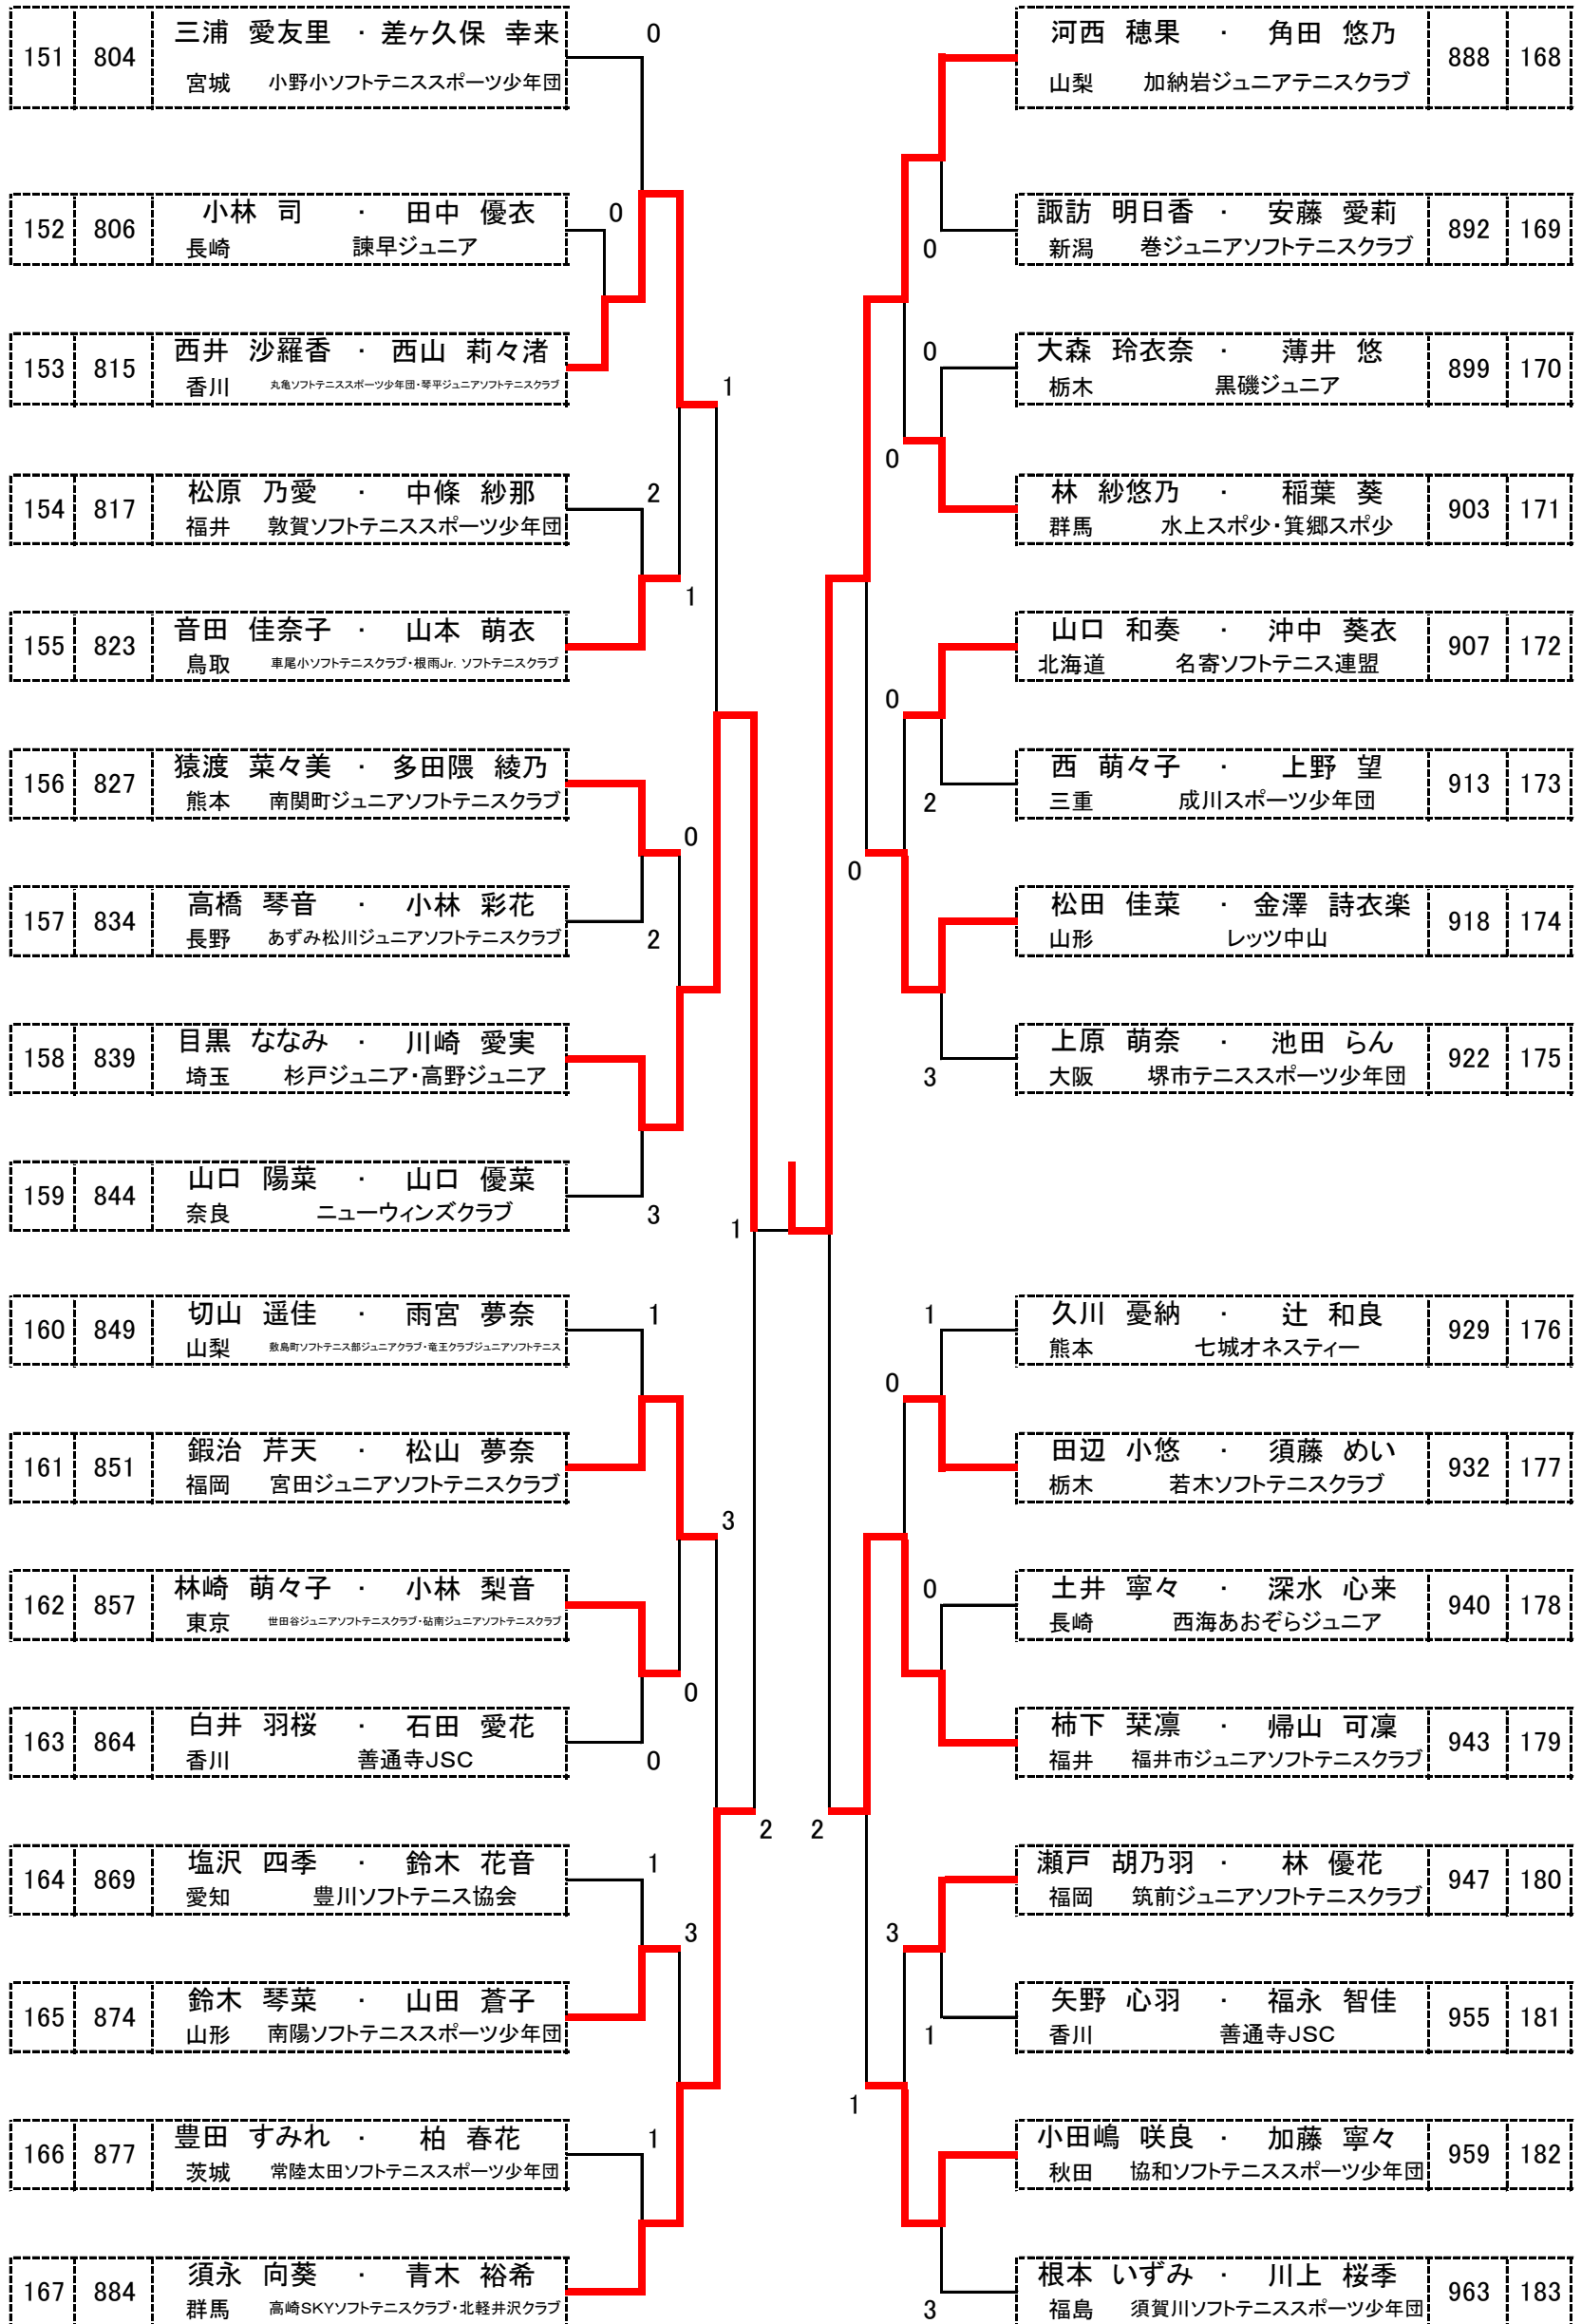 151 804 三浦 愛友里 ・ 差ヶ久保 幸来
宮城 小野小ソフトテニススポーツ少年団
0
152 806 小林 司 ・ 田中 優衣
長崎 諫早ジュニア
0
153 815 西井 沙羅香 ・ 西山 莉々渚
香川 丸亀ソフトテニススポーツ少年団・琴平ジュニアソフトテニスクラブ
1
154 817 松原 乃愛 ・ 中條 紗那
福井 敦賀ソフトテニススポーツ少年団
2
1
155 823 音田 佳奈子 ・ 山本 萌衣
鳥取 車尾小ソフトテニスクラブ・根雨Jr. ソフトテニスクラブ
156 827 猿渡 菜々美 ・ 多田隈 綾乃
熊本 南関町ジュニアソフトテニスクラブ
0
157 834 高橋 琴音 ・ 小林 彩花
長野 あずみ松川ジュニアソフトテニスクラブ
2
158 839 目黒 ななみ ・ 川崎 愛実
埼玉 杉戸ジュニア・高野ジュニア
159 844 山口 陽菜 ・ 山口 優菜
奈良 ニューウィンズクラブ
3
1
160 849 切山 遥佳 ・ 雨宮 夢奈
山梨 敷島町ソフトテニス部ジュニアクラブ・竜王クラブジュニアソフトテニス
1
161 851 鍜治 芹天 ・ 松山 夢奈
福岡 宮田ジュニアソフトテニスクラブ
3
162 857 林崎 萌々子 ・ 小林 梨音
東京 世田谷ジュニアソフトテニスクラブ・砧南ジュニアソフトテニスクラブ
0
163 864 白井 羽桜 ・ 石田 愛花
香川 善通寺JSC
0
2
164 869 塩沢 四季 ・ 鈴木 花音
愛知 豊川ソフトテニス協会
1
3
165 874 鈴木 琴菜 ・ 山田 蒼子
山形 南陽ソフトテニススポーツ少年団
166 877 豊田 すみれ ・ 柏 春花
茨城 常陸太田ソフトテニススポーツ少年団
1
167 884 須永 向葵 ・ 青木 裕希
群馬 高崎SKYソフトテニスクラブ・北軽井沢クラブ
河西 穂果 ・ 角田 悠乃 888 168
山梨 加納岩ジュニアテニスクラブ
諏訪 明日香 ・ 安藤 愛莉 892 169
新潟 巻ジュニアソフトテニスクラブ
0
0
大森 玲衣奈 ・ 薄井 悠 899 170
栃木 黒磯ジュニア
0
林 紗悠乃 ・ 稲葉 葵 903 171
群馬 水上スポ少・箕郷スポ少
山口 和奏 ・ 沖中 葵衣 907 172
北海道 名寄ソフトテニス連盟
0
西 萌々子 ・ 上野 望 913 173
三重 成川スポーツ少年団
2
0
松田 佳菜 ・ 金澤 詩衣楽 918 174
山形 レッツ中山
上原 萌奈 ・ 池田 らん 922 175
大阪 堺市テニススポーツ少年団
3
1
久川 憂納 ・ 辻 和良 929 176
熊本 七城オネスティー
0
田辺 小悠 ・ 須藤 めい 932 177
栃木 若木ソフトテニスクラブ
0
土井 寧々 ・ 深水 心来 940 178
長崎 西海あおぞらジュニア
柿下 栞凛 ・ 帰山 可凜 943 179
福井 福井市ジュニアソフトテニスクラブ
2
瀬戸 胡乃羽 ・ 林 優花 947 180
福岡 筑前ジュニアソフトテニスクラブ
3
矢野 心羽 ・ 福永 智佳 955 181
香川 善通寺JSC
1
1
小田嶋 咲良 ・ 加藤 寧々 959 182
秋田 協和ソフトテニススポーツ少年団
根本 いずみ ・ 川上 桜季 963 183
福島 須賀川ソフトテニススポーツ少年団
3